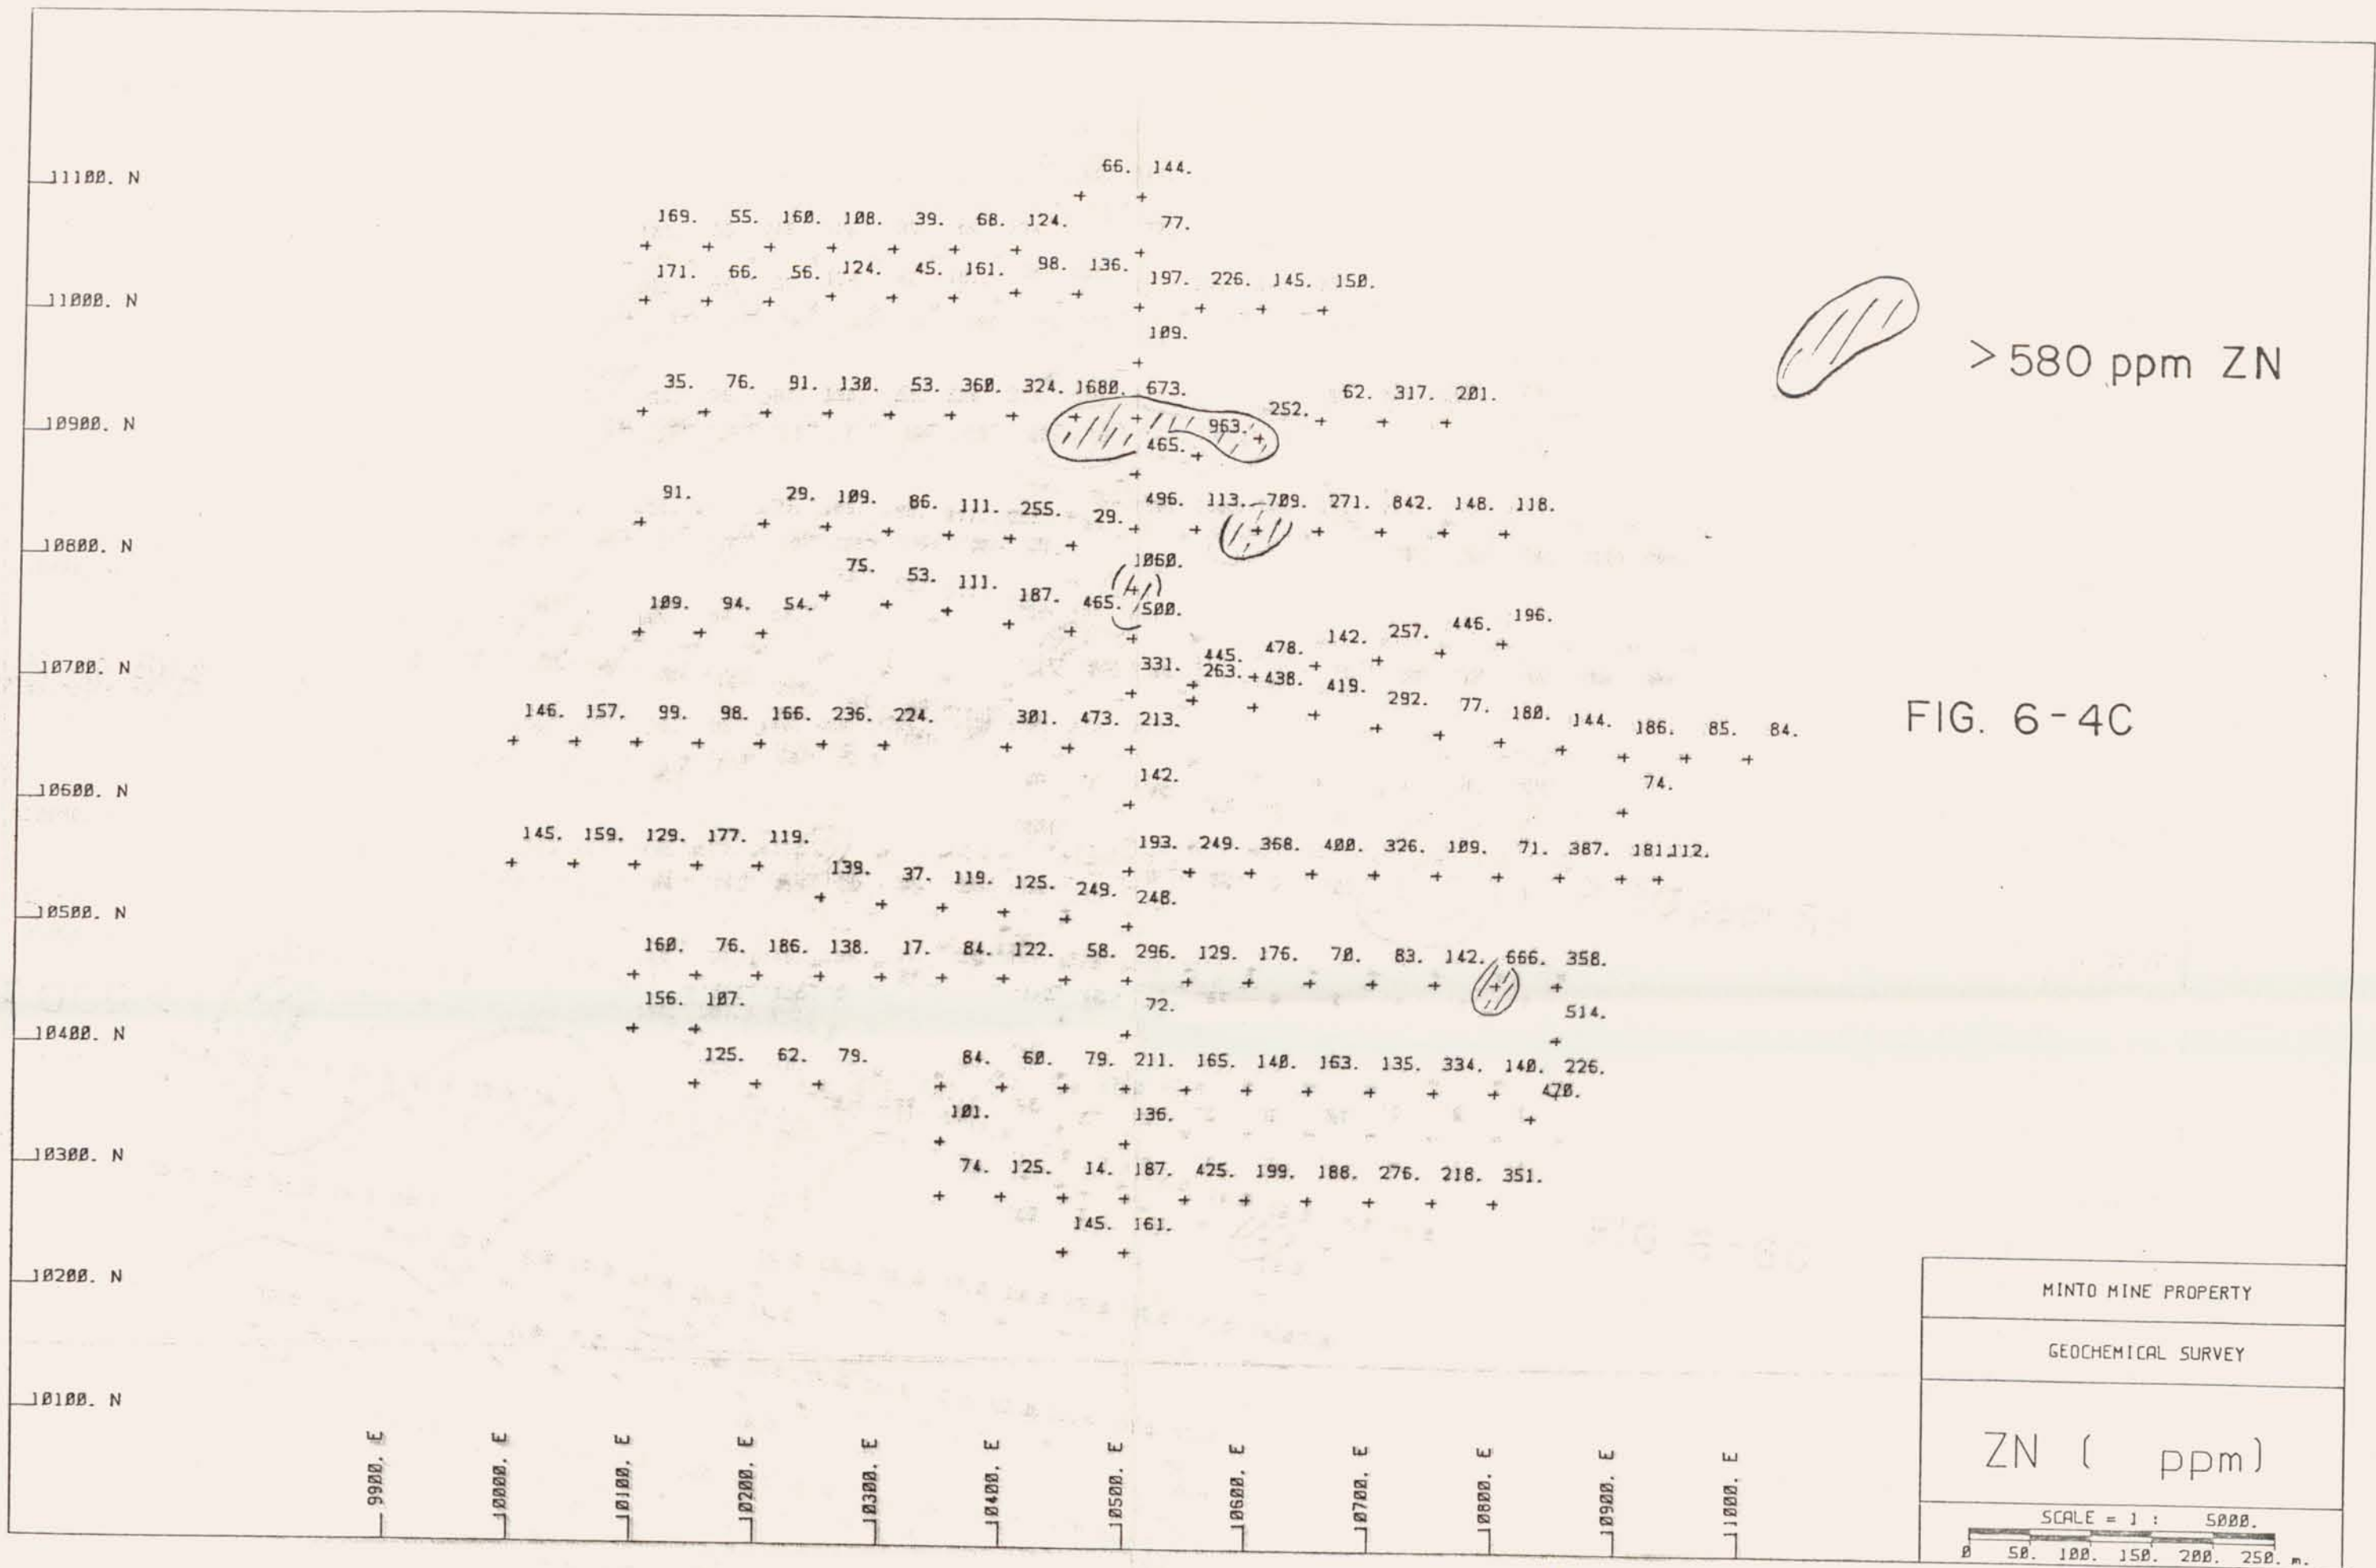 66. 144.
11100. N
169. 55. 160. 108. 39. 68. 124. 77.
171. 66. 56. 124. 45. 161. 98. 136. 197. 226. 145. 150.
11000. N
109.
> 580 ppm ZN
35. 76. 91. 130. 53. 360. 324. 1680. 673. 62. 317. 201.
252.
10900. N
963.
465.
91. 29. 109. 86. 111. 255. 29. 496. 113. 709. 271. 842. 148. 118.
10800. N
1060.
75. 53. 111. 187. 465. 500.
109. 94. 54.
445. 478. 142. 257. 446. 196.
10700. N
331. 263. 438. 419. 292. 77. 180. 144. 186. 85. 84.
146. 157. 99. 98. 166. 236. 224. 301. 473. 213.
FIG. 6-4C
142.
74.
10600. N
145. 159. 129. 177. 119. 193. 249. 368. 400. 326. 109. 71. 387. 181. 112.
139. 37. 119. 125. 249. 248.
10500. N
160. 76. 186. 138. 17. 84. 122. 58. 296. 129. 176. 70. 83. 142. 666. 358.
156. 107. 72. 514.
10400. N
125. 62. 79. 84. 60. 79. 211. 165. 140. 163. 135. 334. 140. 226.
470.
101. 136.
10300. N
74. 125. 14. 187. 425. 199. 188. 276. 218. 351.
145. 161.
10200. N
10100. N
9900. E
10000. E
10100. E
10200. E
10300. E
10400. E
10500. E
10600. E
10700. E
10800. E
10900. E
11000. E
MINTO MINE PROPERTY
GEOCHEMICAL SURVEY
ZN ( ppm)
SCALE = 1 : 5000.
0 50. 100. 150. 200. 250. m.